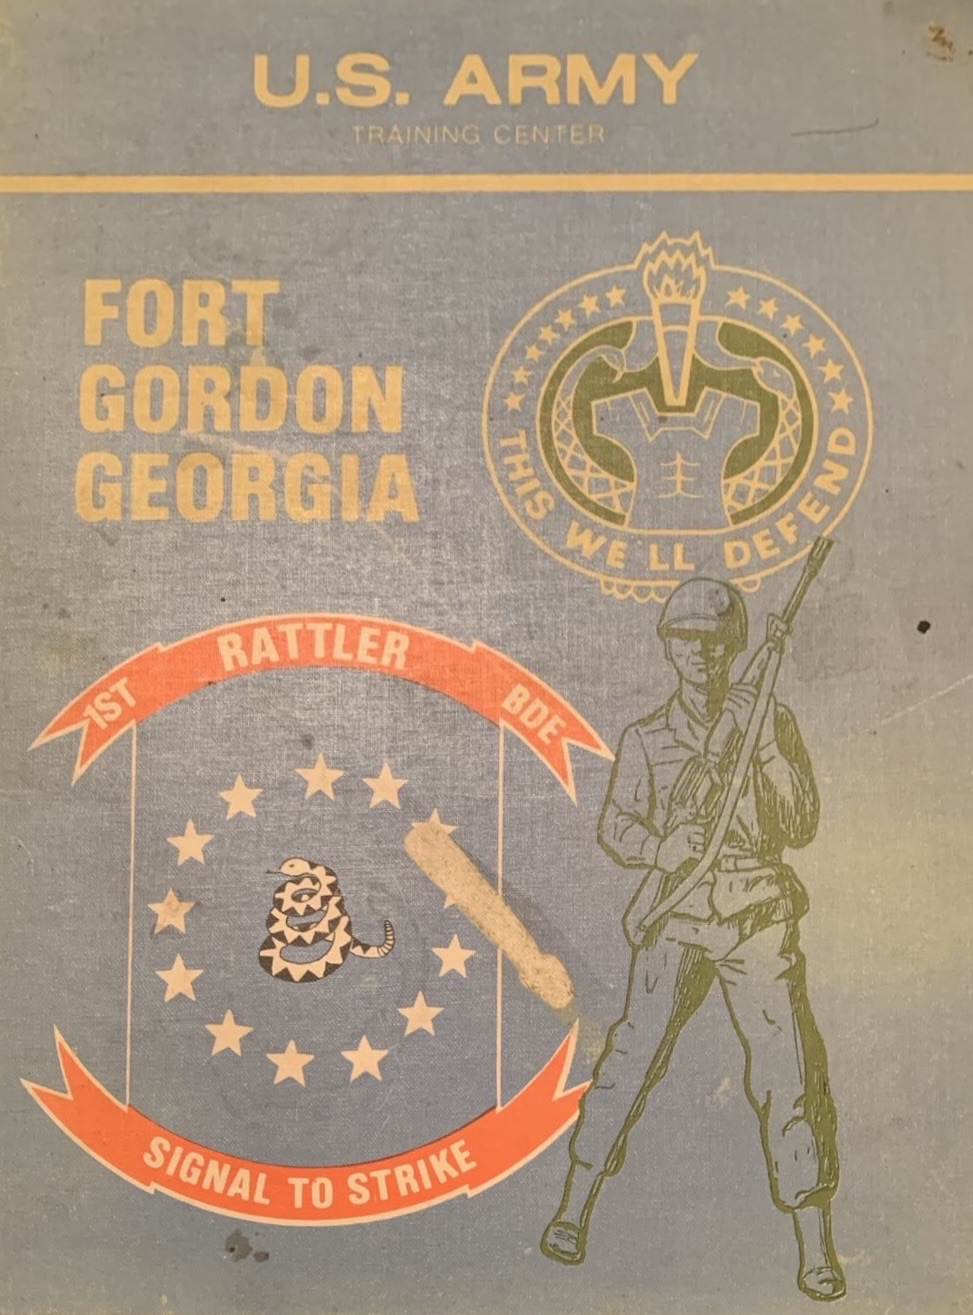 U.S. ARMY
TRAINING CENTER
FORT
GORDON
GEORGIA
THIS WE'LL DEFEND
1ST RATTLER BDE
SIGNAL TO STRIKE